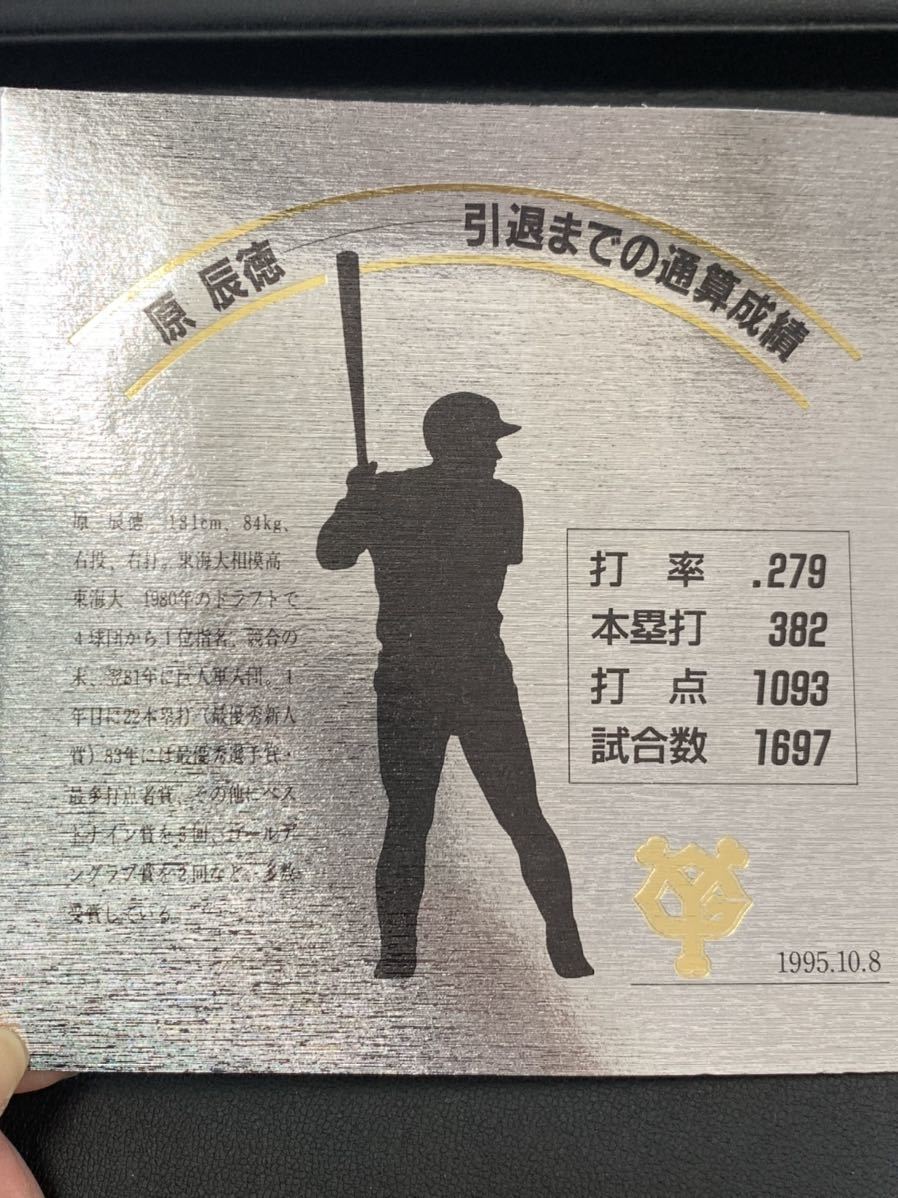 原 辰徳 引退までの通算成績
原 辰徳 181cm、84kg、
右投、右打。東海大相模高
東海大 1980年のドラフトで
4球団から1位指名。競合の
末、翌81年に巨人軍入団。1
年目に22本塁打（最優秀新人
賞）83年には最優秀選手賞・
最多打点者賞、その他にベス
トナイン賞を5回、ゴールデ
ングラブ賞を2回など、多数
受賞している。
打率 .279
本塁打 382
打点 1093
試合数 1697
1995.10.8